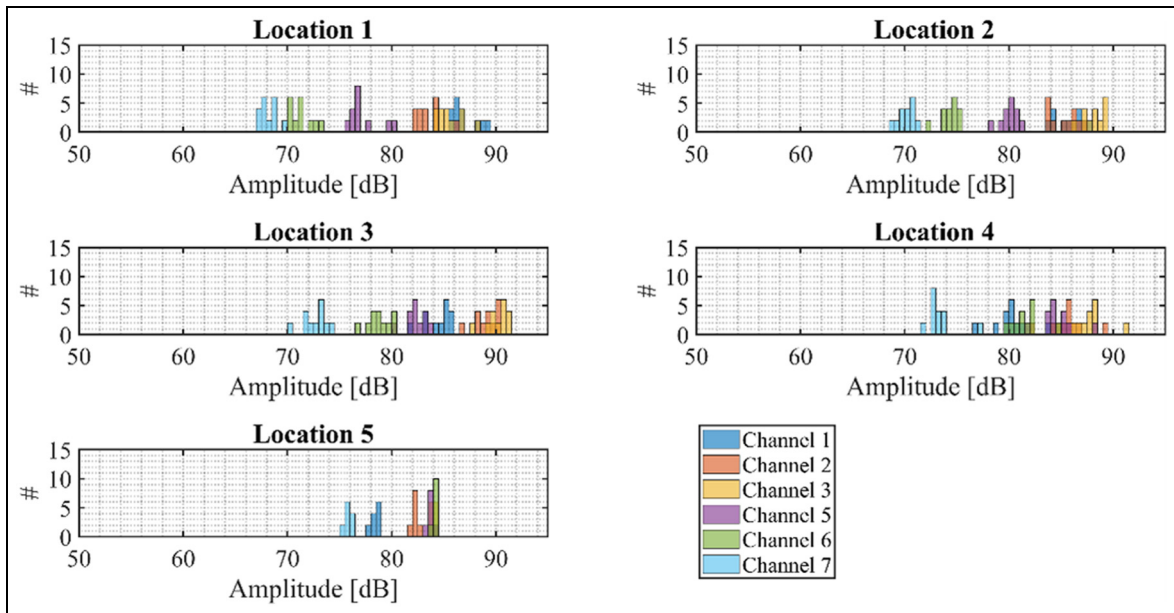 Location 1
15
10
5
0
#
50 60 70 80 90
Amplitude [dB]
Location 2
15
10
5
0
#
50 60 70 80 90
Amplitude [dB]
Location 3
15
10
5
0
#
50 60 70 80 90
Amplitude [dB]
Location 4
15
10
5
0
#
50 60 70 80 90
Amplitude [dB]
Location 5
15
10
5
0
#
50 60 70 80 90
Amplitude [dB]
Channel 1
Channel 2
Channel 3
Channel 5
Channel 6
Channel 7